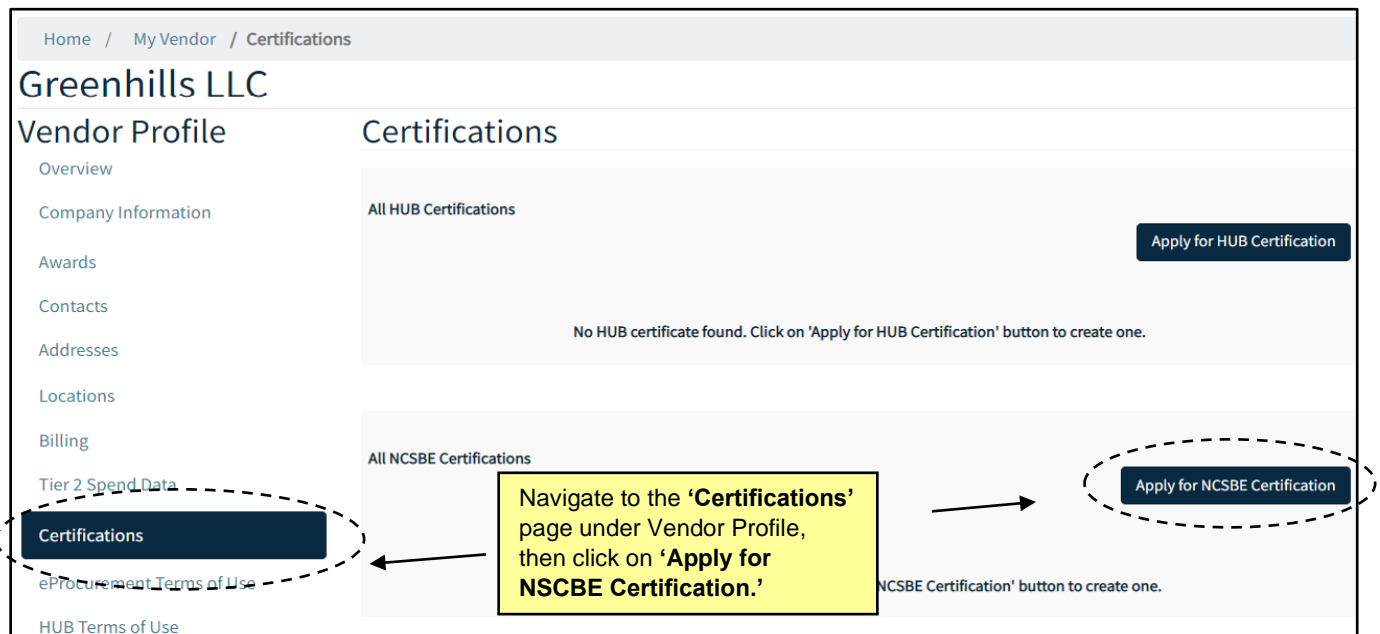 Home / My Vendor / Certifications
Greenhills LLC
Vendor Profile
Overview
Company Information
Awards
Contacts
Addresses
Locations
Billing
Tier 2 Spend Data
Certifications
eProcurement Terms of Use
HUB Terms of Use
Certifications
All HUB Certifications
Apply for HUB Certification
No HUB certificate found. Click on 'Apply for HUB Certification' button to create one.
All NCSBE Certifications
Apply for NCSBE Certification
Navigate to the ‘Certifications’
page under Vendor Profile,
then click on ‘Apply for
NSCBE Certification.’
NCSBE Certification' button to create one.